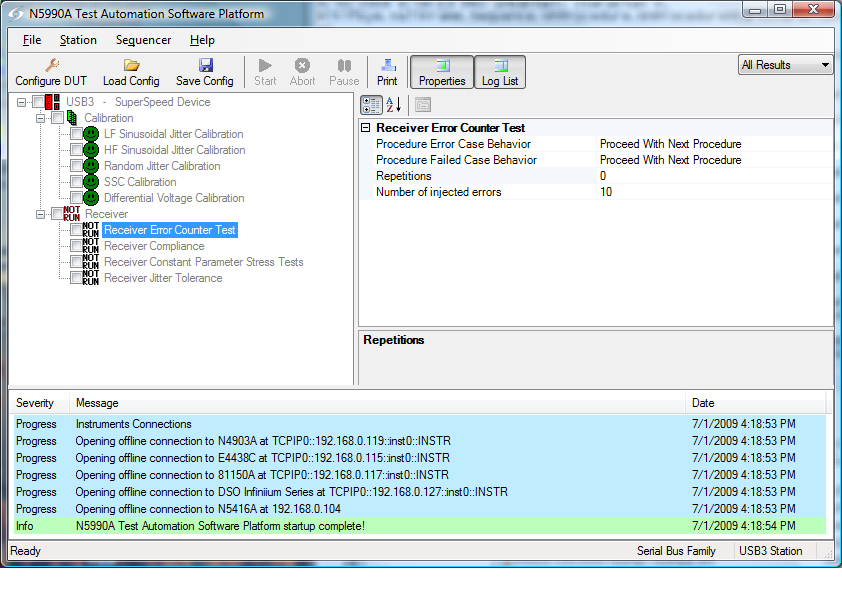 N5990A Test Automation Software Platform
File Station Sequencer Help
Configure DUT Load Config Save Config Start Abort Pause Print Properties Log List All Results
USB3 - SuperSpeed Device
Calibration
LF Sinusoidal Jitter Calibration
HF Sinusoidal Jitter Calibration
Random Jitter Calibration
SSC Calibration
Differential Voltage Calibration
NOT RUN Receiver
NOT RUN Receiver Error Counter Test
NOT RUN Receiver Compliance
NOT RUN Receiver Constant Parameter Stress Tests
NOT RUN Receiver Jitter Tolerance
A
Z
Receiver Error Counter Test
Procedure Error Case Behavior Proceed With Next Procedure
Procedure Failed Case Behavior Proceed With Next Procedure
Repetitions 0
Number of injected errors 10
Repetitions
Severity Message Date
Progress Instruments Connections 7/1/2009 4:18:53 PM
Progress Opening offline connection to N4903A at TCPIP0::192.168.0.119::inst0::INSTR 7/1/2009 4:18:53 PM
Progress Opening offline connection to E4438C at TCPIP0::192.168.0.115::inst0::INSTR 7/1/2009 4:18:53 PM
Progress Opening offline connection to 81150A at TCPIP0::192.168.0.117::inst0::INSTR 7/1/2009 4:18:53 PM
Progress Opening offline connection to DSO Infiniium Series at TCPIP0::192.168.0.127::inst0::INSTR 7/1/2009 4:18:53 PM
Progress Opening offline connection to N5416A at 192.168.0.104 7/1/2009 4:18:53 PM
Info N5990A Test Automation Software Platform startup complete! 7/1/2009 4:18:54 PM
Ready Serial Bus Family USB3 Station